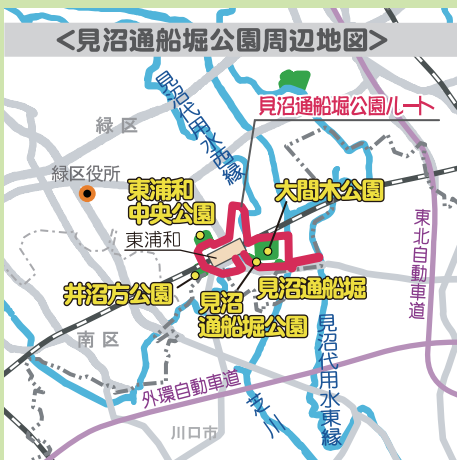 <見沼通船堀公園周辺地図>
見沼代用水西縁
見沼通船堀公園ルート
緑区
緑区役所
東浦和
中央公園
大間木公園
東浦和
東北自動車道
井沼方公園
見沼
通船堀公園
見沼通船堀
南区
見沼代用水東縁
外環自動車道
芝川
川口市